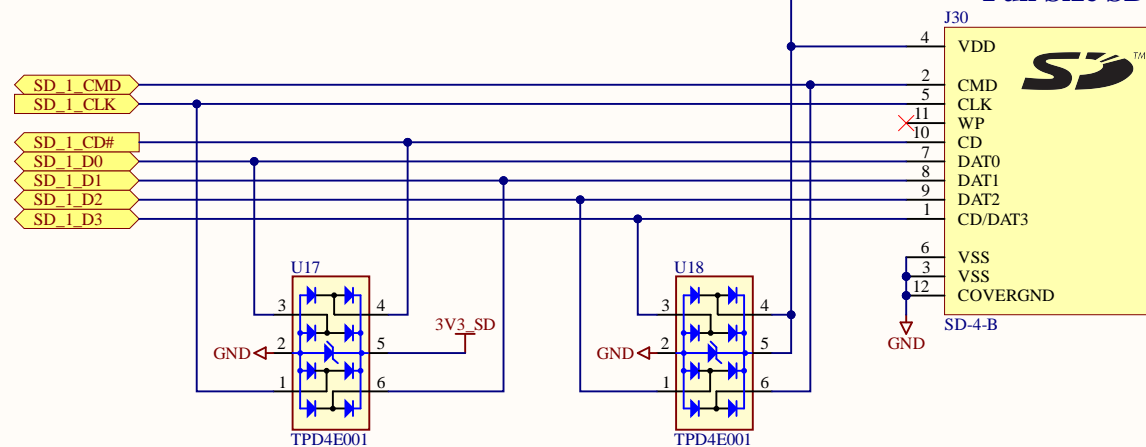 J30
4 VDD
SD_1_CMD 2 CMD
SD_1_CLK 5 CLK
11 WP
SD_1_CD# 10 CD
SD_1_D0 7 DAT0
SD_1_D1 8 DAT1
SD_1_D2 9 DAT2
SD_1_D3 1 CD/DAT3
6 VSS
3 VSS
12 COVERGND
SD-4-B
GND
SD TM
U17
3 4
3V3_SD
GND 2 5
1 6
TPD4E001
U18
3 4
GND 2 5
1 6
TPD4E001